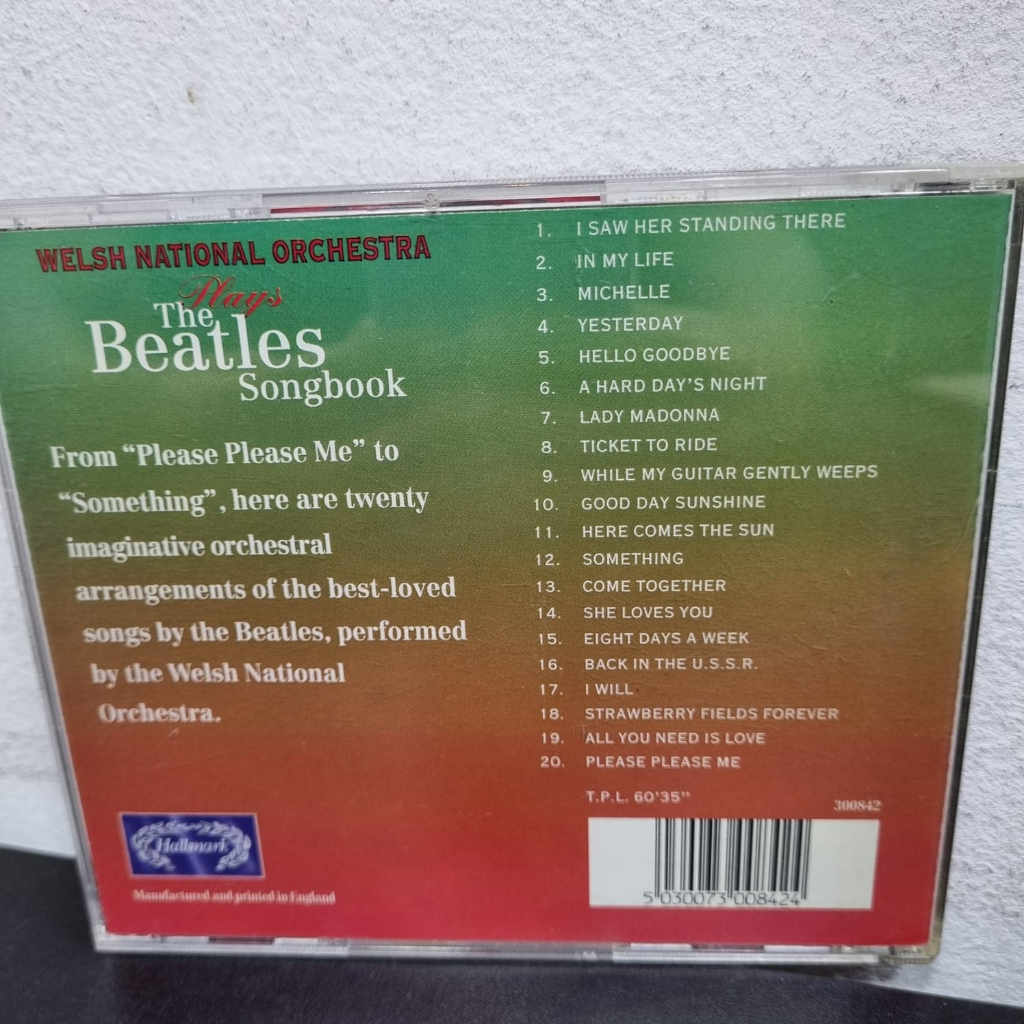 WELSH NATIONAL ORCHESTRA
Plays
The
Beatles
Songbook
From “Please Please Me” to
“Something”, here are twenty
imaginative orchestral
arrangements of the best-loved
songs by the Beatles, performed
by the Welsh National
Orchestra.
Hallmark
Manufactured and printed in England
1. I SAW HER STANDING THERE
2. IN MY LIFE
3. MICHELLE
4. YESTERDAY
5. HELLO GOODBYE
6. A HARD DAY'S NIGHT
7. LADY MADONNA
8. TICKET TO RIDE
9. WHILE MY GUITAR GENTLY WEEPS
10. GOOD DAY SUNSHINE
11. HERE COMES THE SUN
12. SOMETHING
13. COME TOGETHER
14. SHE LOVES YOU
15. EIGHT DAYS A WEEK
16. BACK IN THE U.S.S.R.
17. I WILL
18. STRAWBERRY FIELDS FOREVER
19. ALL YOU NEED IS LOVE
20. PLEASE PLEASE ME
T.P.L. 60'35"
300842
5 030073 008424